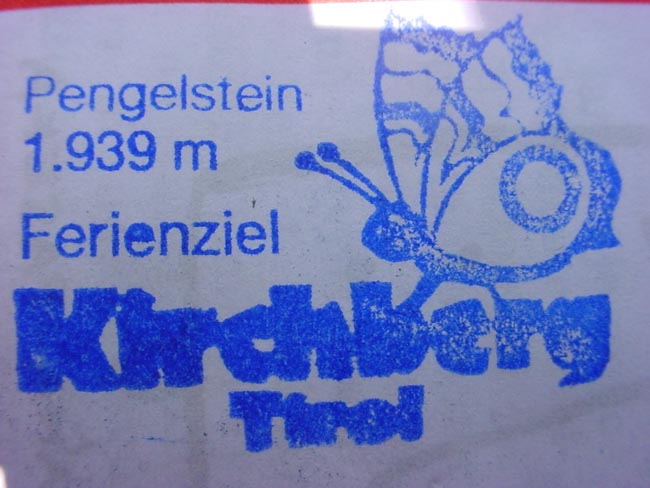 Pengelstein
1.939 m
Ferienziel
Kirchberg
Tirol